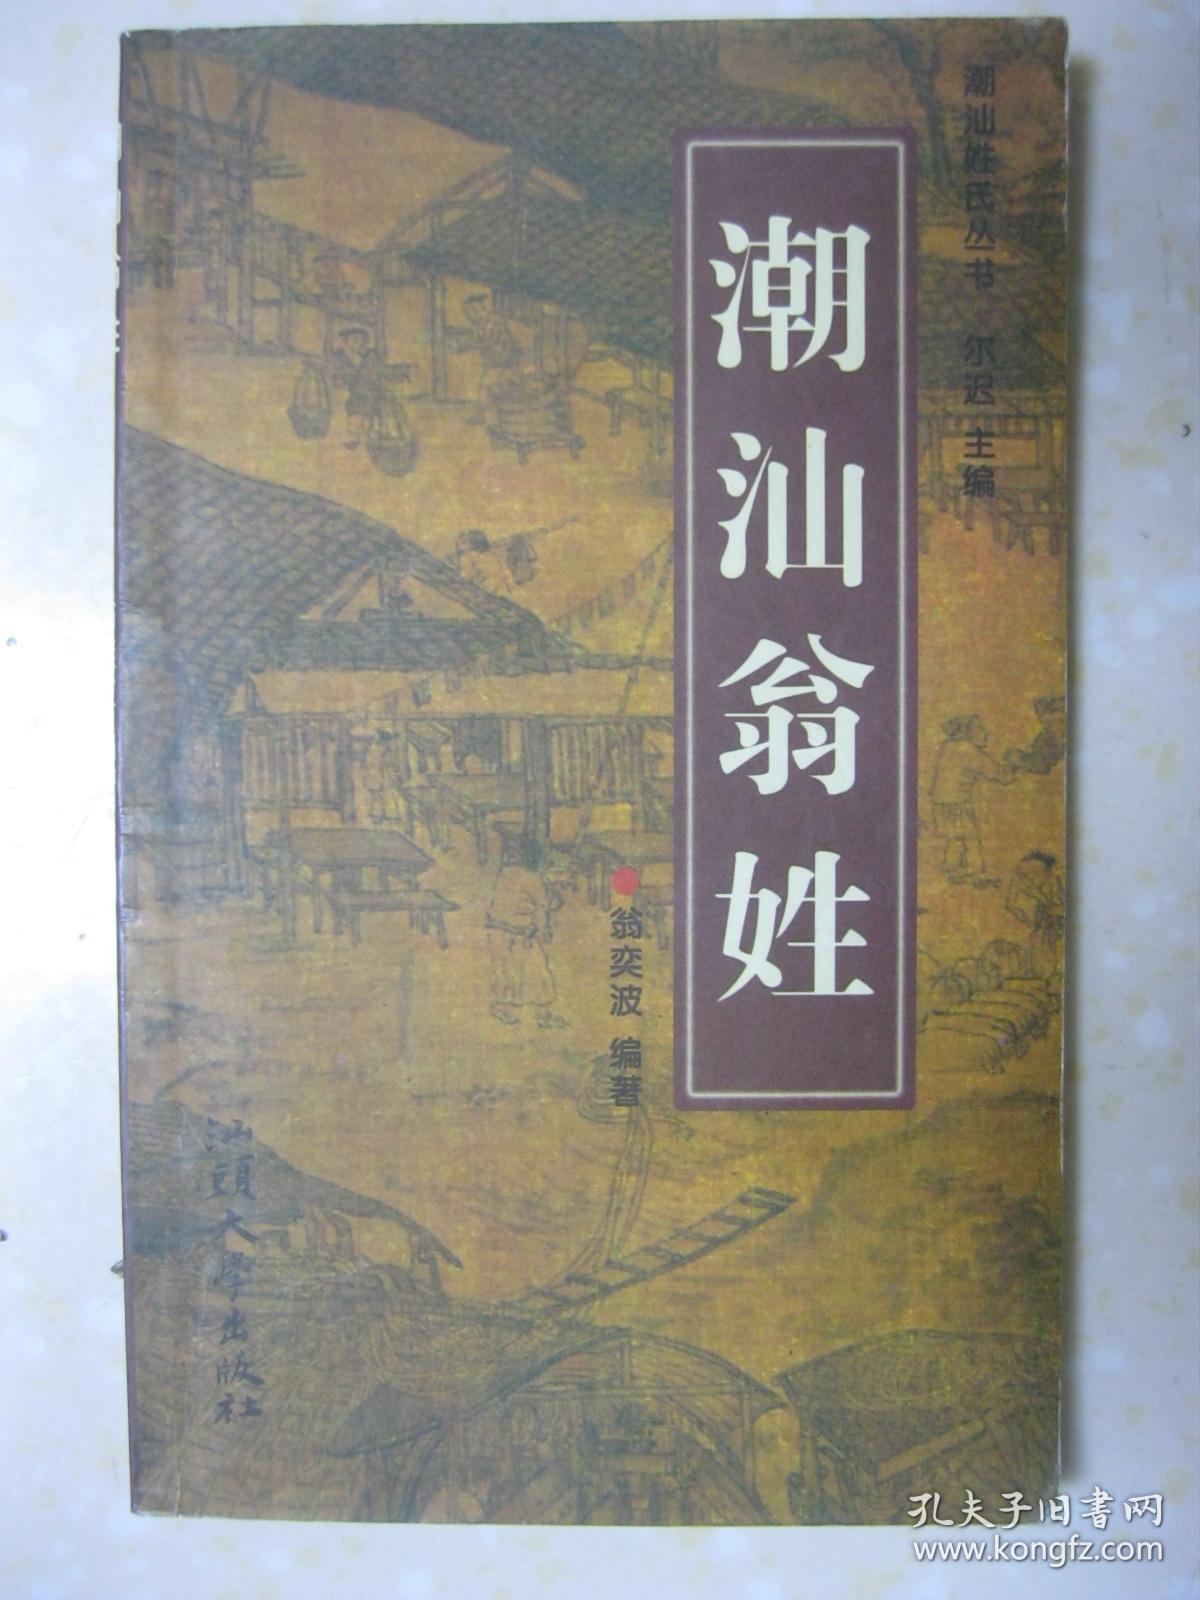 潮汕姓氏丛书 尔迟 主编
潮汕翁姓
翁奕波 编著
汕頭大學出版社
孔夫子旧书网
www.kongfz.com